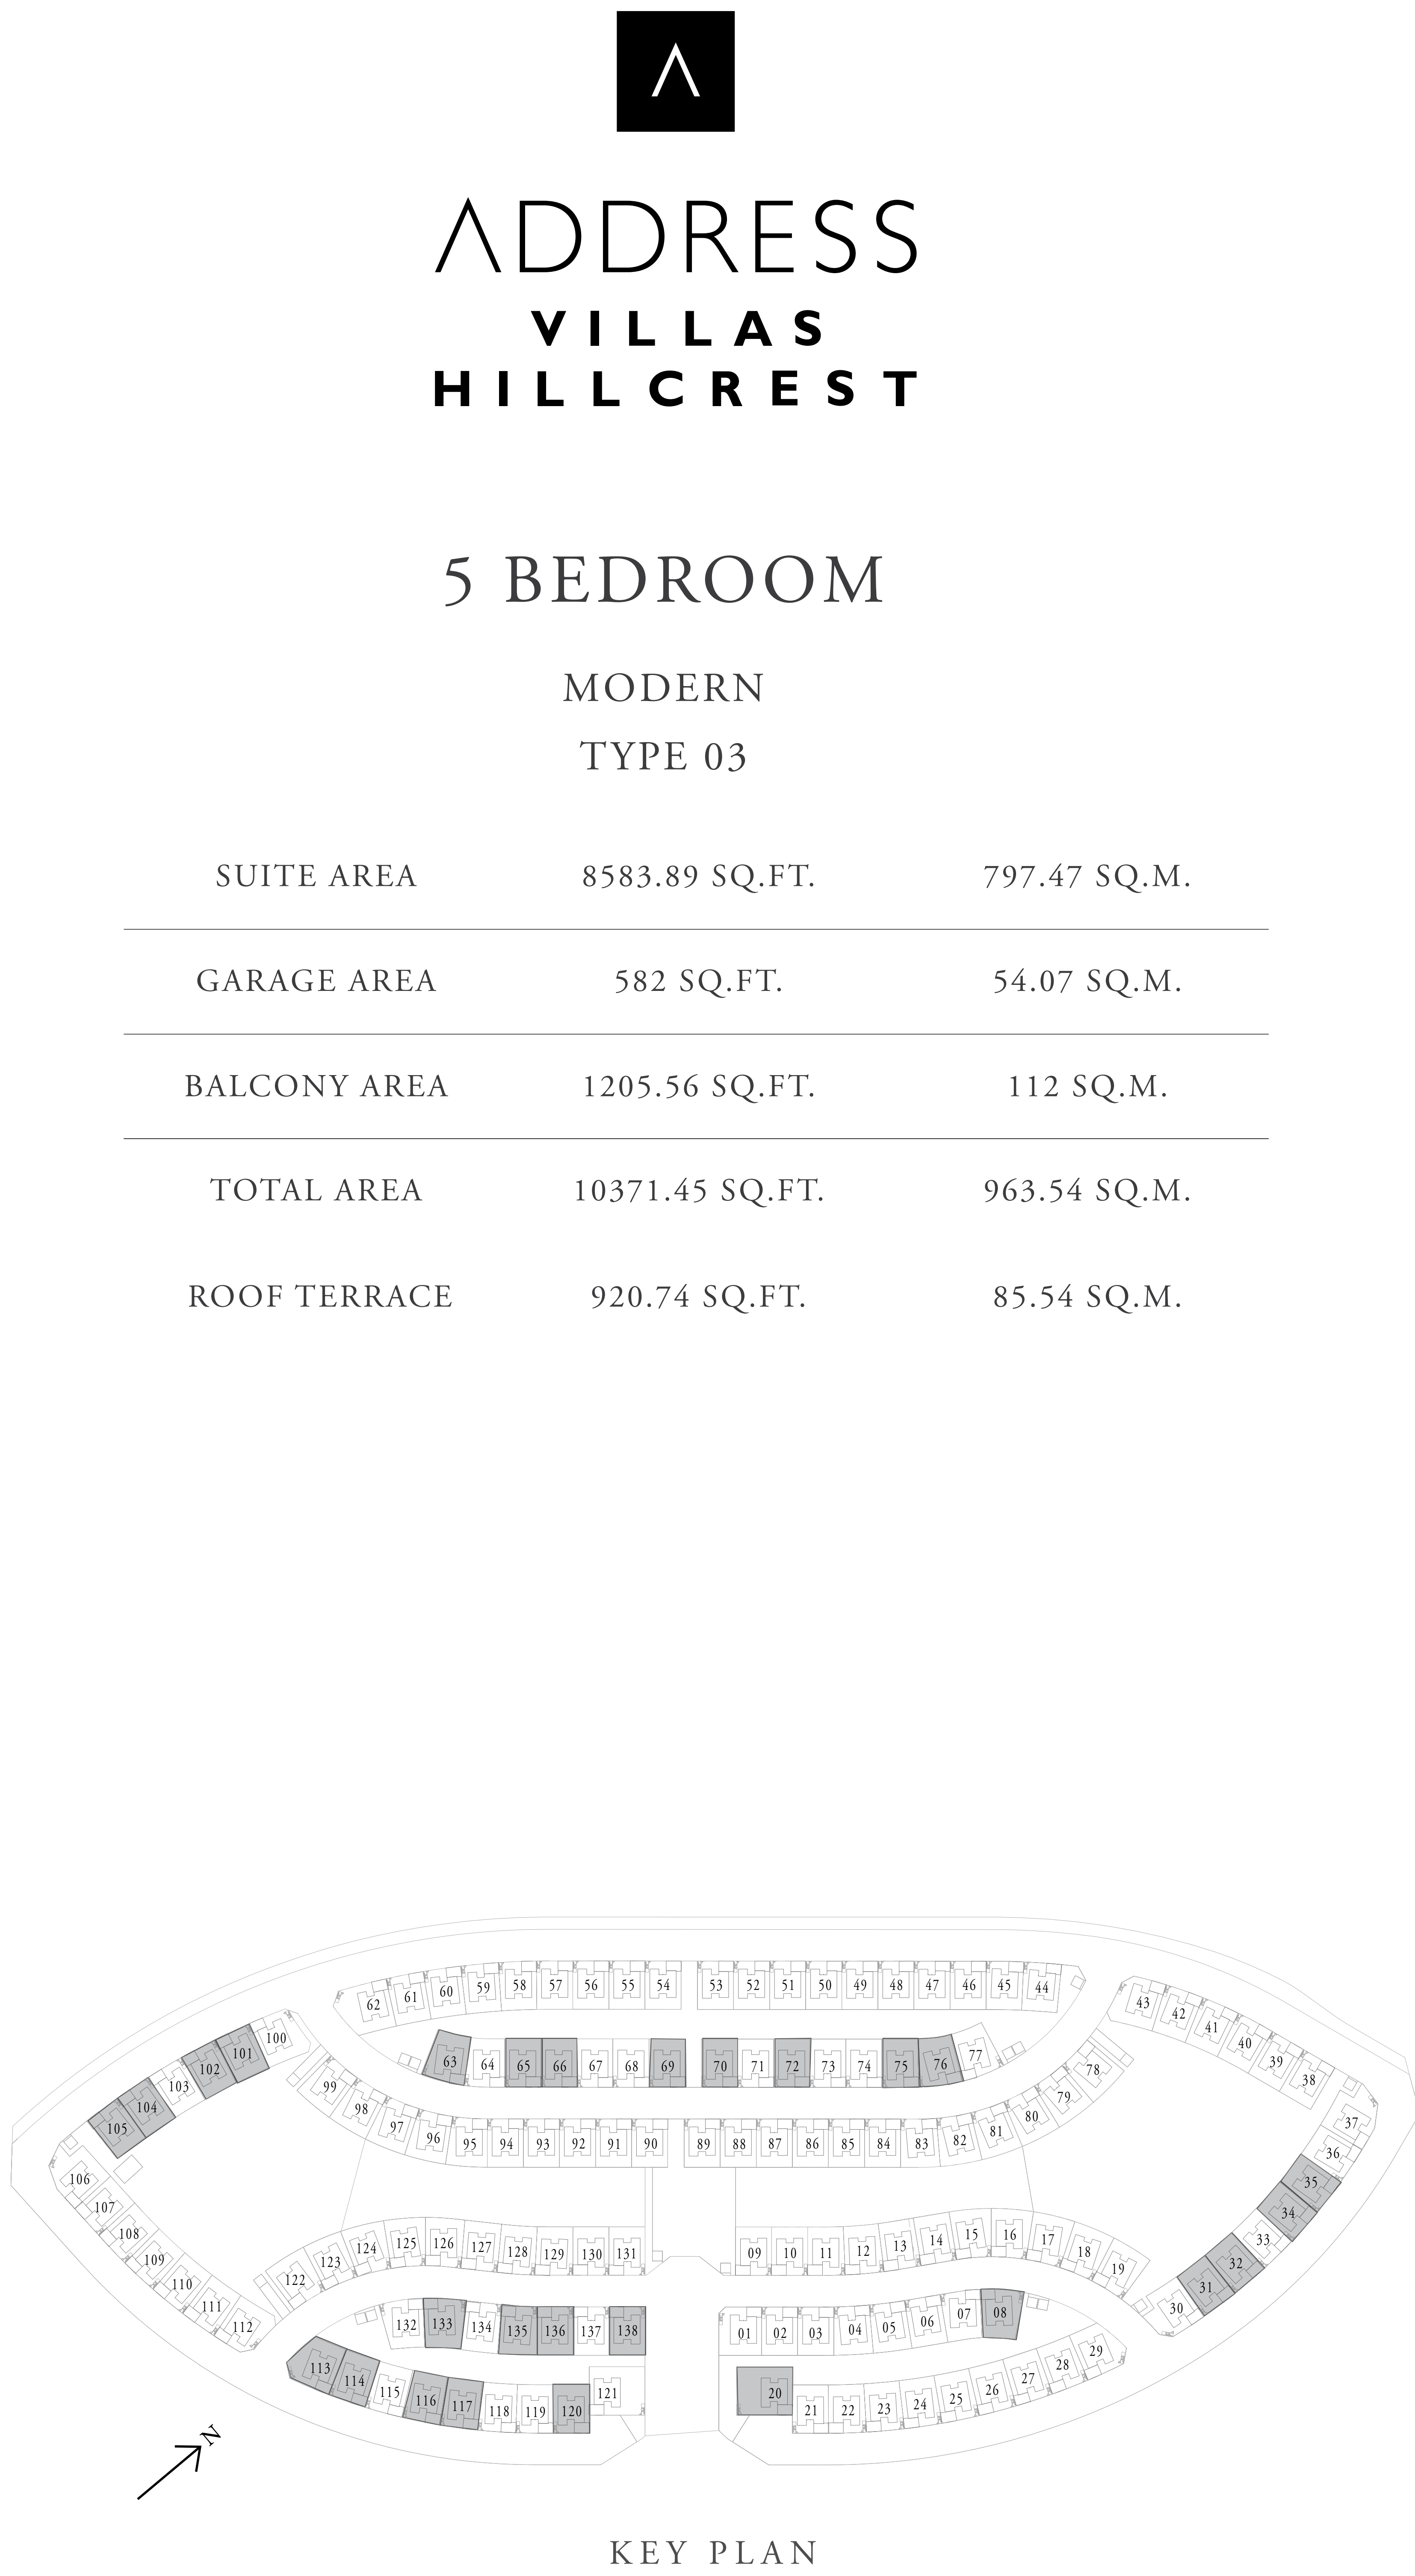 ADDRESS
VILLAS
HILLCREST
5 BEDROOM
MODERN
TYPE 03
SUITE AREA 8583.89 SQ.FT. 797.47 SQ.M.
GARAGE AREA 582 SQ.FT. 54.07 SQ.M.
BALCONY AREA 1205.56 SQ.FT. 112 SQ.M.
TOTAL AREA 10371.45 SQ.FT. 963.54 SQ.M.
ROOF TERRACE 920.74 SQ.FT. 85.54 SQ.M.
62 61 60 59 58 57 56 55 54 53 52 51 50 49 48 47 46 45 44
43 42 41 40 39 38
63 64 65 66 67 68 69 70 71 72 73 74 75 76 77
105 104 103 102 101 100
99 98 97 96 95 94 93 92 91 90 89 88 87 86 85 84 83 82 81 80 79 78
37 36 35 34 33 32 31 30
106 107 108 109 110 111 112
122 123 124 125 126 127 128 129 130 131
09 10 11 12 13 14 15 16 17 18 19
132 133 134 135 136 137 138
01 02 03 04 05 06 07 08
113 114 115 116 117 118 119 120 121
20 21 22 23 24 25 26 27 28 29
N
KEY PLAN